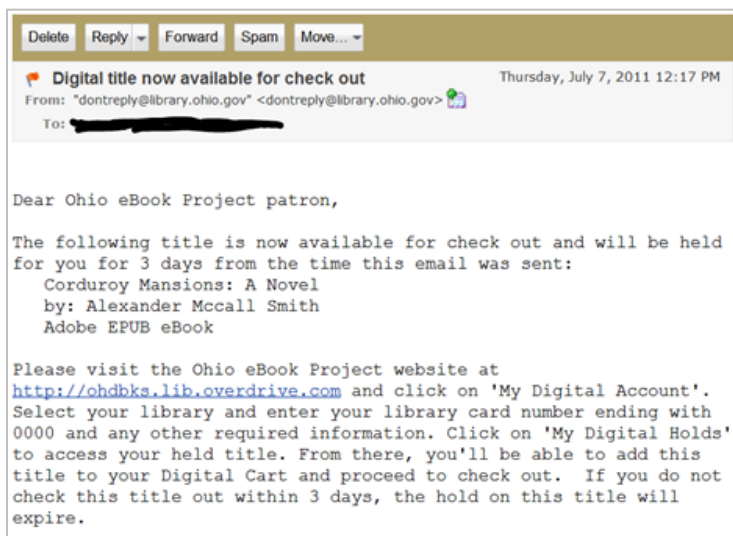 Delete Reply Forward Spam Move...
Digital title now available for check out Thursday, July 7, 2011 12:17 PM
From: "dontreply@library.ohio.gov" <dontreply@library.ohio.gov>
To:
Dear Ohio eBook Project patron,
The following title is now available for check out and will be held
for you for 3 days from the time this email was sent:
Corduroy Mansions: A Novel
by: Alexander Mccall Smith
Adobe EPUB eBook
Please visit the Ohio eBook Project website at
http://ohdbks.lib.overdrive.com and click on 'My Digital Account'.
Select your library and enter your library card number ending with
0000 and any other required information. Click on 'My Digital Holds'
to access your held title. From there, you'll be able to add this
title to your Digital Cart and proceed to check out.  If you do not
check this title out within 3 days, the hold on this title will
expire.